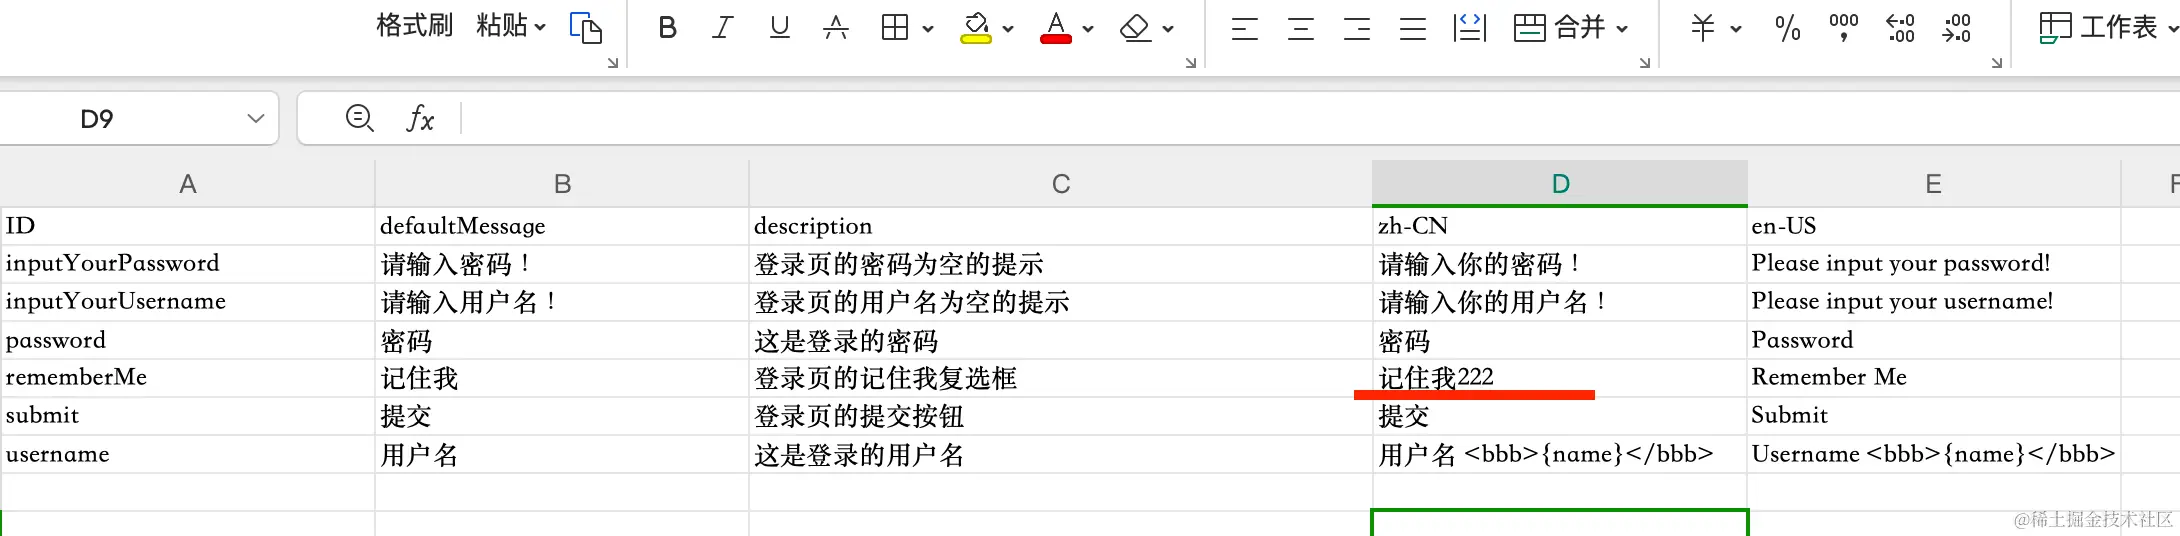 格式刷 粘贴 B I U A A 合并 ¥ % 000 ←.0 .00 .00 →.0 工作表
D9 fx
A B C D E F
ID defaultMessage description zh-CN en-US
inputYourPassword 请输入密码！ 登录页的密码为空的提示 请输入你的密码！ Please input your password!
inputYourUsername 请输入用户名！ 登录页的用户名为空的提示 请输入你的用户名！ Please input your username!
password 密码 这是登录的密码 密码 Password
rememberMe 记住我 登录页的记住我复选框 记住我222 Remember Me
submit 提交 登录页的提交按钮 提交 Submit
username 用户名 这是登录的用户名 用户名 <bbb>{name}</bbb> Username <bbb>{name}</bbb>
@稀土掘金技术社区